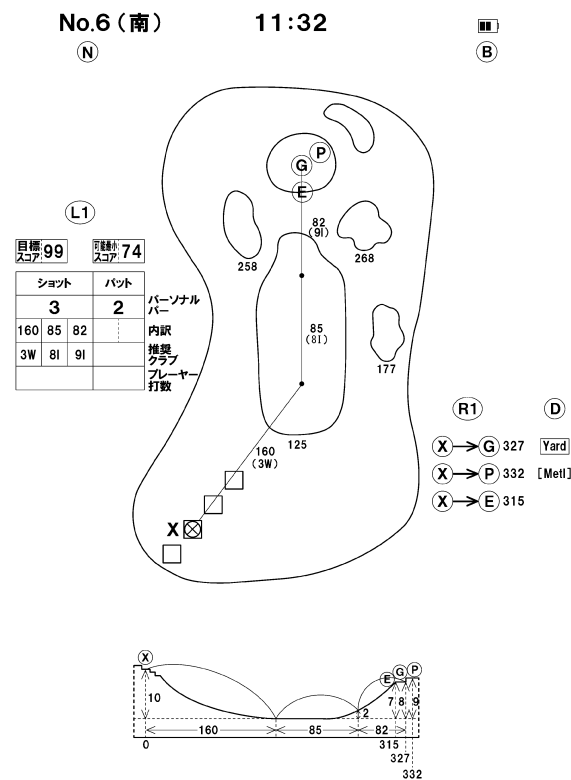 No.6（南） 11:32
N B
P
G
E
L1
82
(9I)
目標スコア 99 可能最小スコア 74
258
268
ショット パット
3 2 パーソナルパー
160 85 82 内訳
3W 8I 9I 推奨クラブ
プレーヤー打数
85
(8I)
177
R1 D
125
X→G 327 Yard
160
(3W)
X→P 332 [Metl]
X→E 315
X
X
E G P
10 7 8 9
2
160 85 82
0 315
327
332